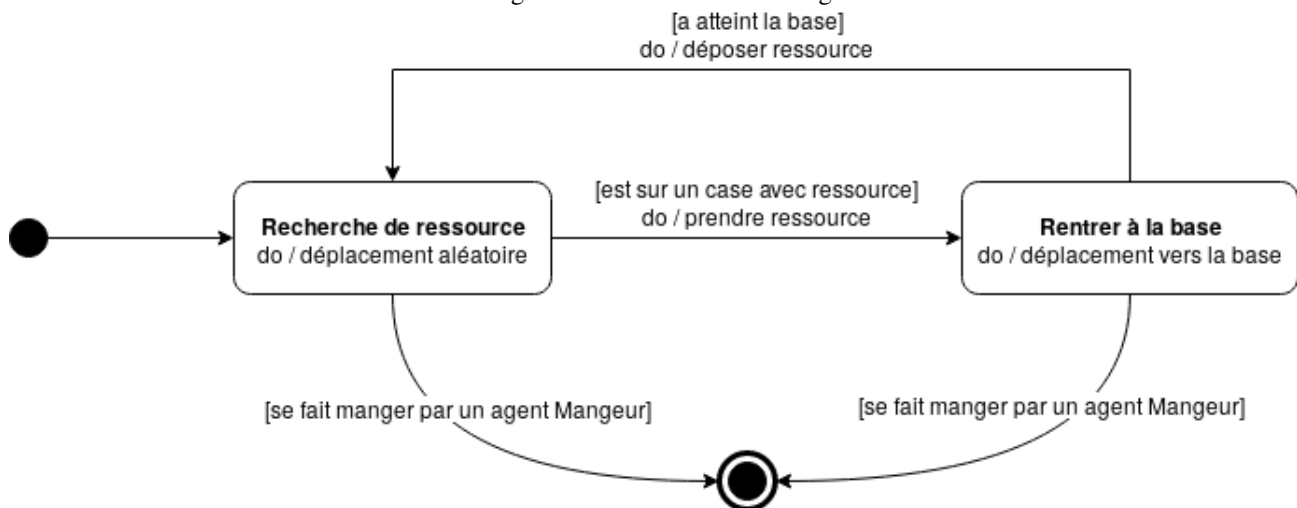 [a atteint la base]
do / déposer ressource
[est sur un case avec ressource]
do / prendre ressource
Recherche de ressource
do / déplacement aléatoire
Rentrer à la base
do / déplacement vers la base
[se fait manger par un agent Mangeur]
[se fait manger par un agent Mangeur]